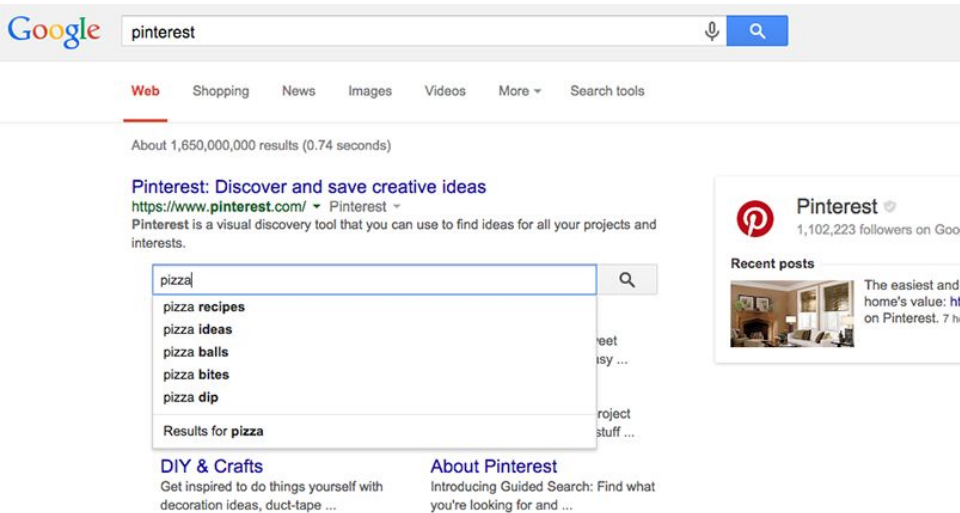 Google
pinterest
Web Shopping News Images Videos More Search tools
About 1,650,000,000 results (0.74 seconds)
Pinterest: Discover and save creative ideas
https://www.pinterest.com/ Pinterest
Pinterest is a visual discovery tool that you can use to find ideas for all your projects and
interests.
pizza
pizza recipes
pizza ideas
pizza balls
pizza bites
pizza dip
Results for pizza
stuff ...
DIY & Crafts
Get inspired to do things yourself with
decoration ideas, duct-tape ...
About Pinterest
Introducing Guided Search: Find what
you're looking for and ...
Pinterest
1,102,223 followers on Goo
Recent posts
The easiest and
home's value: ht
on Pinterest. 7 h